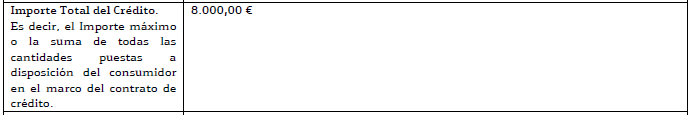 Importe Total del Crédito.
Es decir, el Importe máximo
o la suma de todas las
cantidades puestas a
disposición del consumidor
en el marco del contrato de
crédito.
8.000,00 €